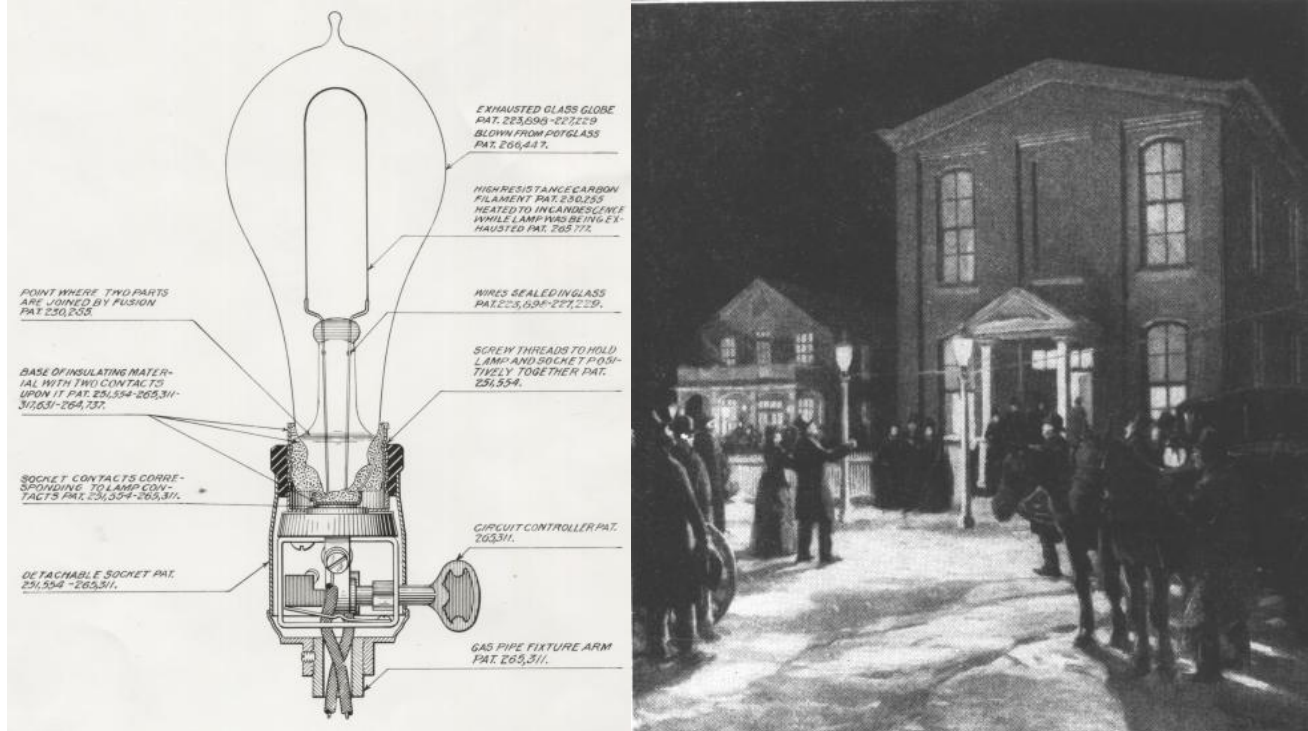 EXHAUSTED GLASS GLOBE
PAT. 223,898-227,229
BLOWN FROM POTGLASS
PAT. 266,447.
HIGH RESISTANCE CARBON
FILAMENT PAT. 230,255
HEATED TO INCANDESCENCE
WHILE LAMP WAS BEING EX-
HAUSTED PAT. 265777.
POINT WHERE TWO PARTS
ARE JOINED BY FUSION
PAT. 230,255.
WIRES SEALED IN GLASS
PAT. 223,898-227,229.
SCREW THREADS TO HOLD
LAMP AND SOCKET POSI-
TIVELY TOGETHER PAT.
251,554.
BASE OF INSULATING MATER-
IAL WITH TWO CONTACTS
UPON IT PAT. 251,554-265,311-
317,631-264,737.
SOCKET CONTACTS CORRE-
SPONDING TO LAMP CON-
TACTS PAT. 251,554-265,311.
CIRCUIT CONTROLLER PAT.
265,311.
DETACHABLE SOCKET PAT.
251,554-265,311.
GAS PIPE FIXTURE ARM
PAT. 265,311.